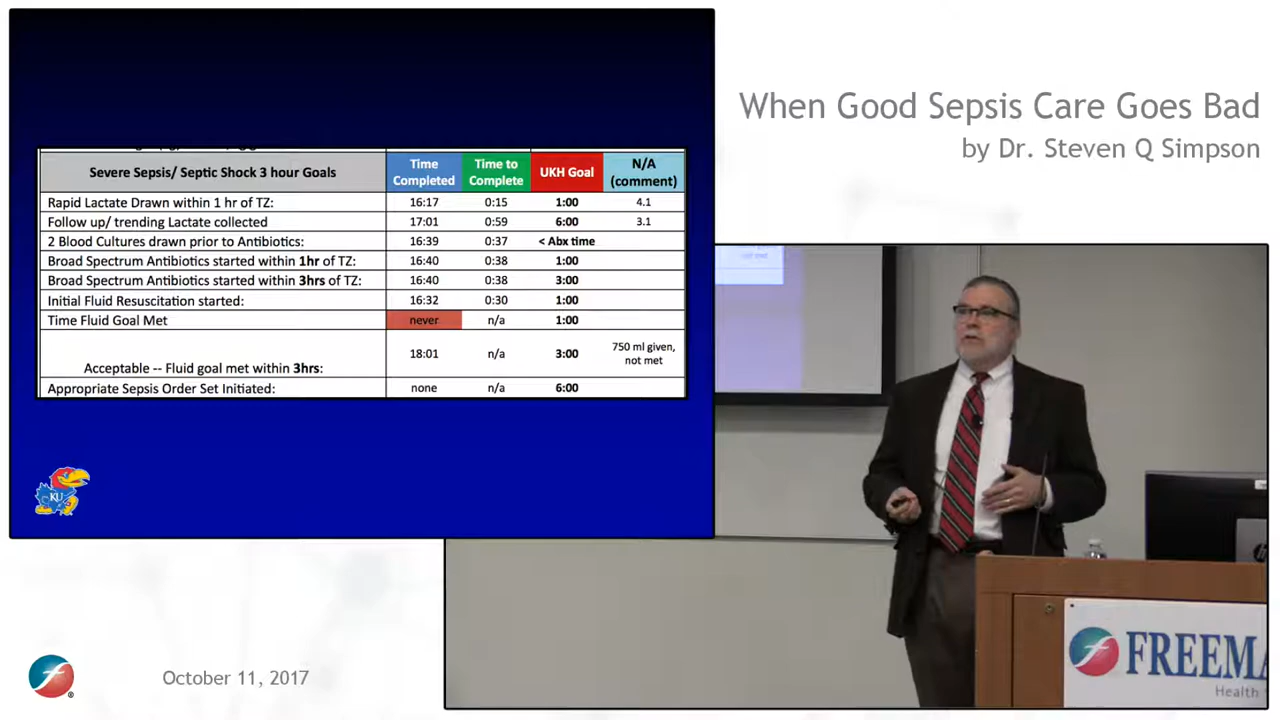 When Good Sepsis Care Goes Bad
by Dr. Steven Q Simpson
Severe Sepsis/ Septic Shock 3 hour Goals Time Completed Time to Complete UKH Goal N/A (comment)
Rapid Lactate Drawn within 1 hr of TZ: 16:17 0:15 1:00 4.1
Follow up/ trending Lactate collected 17:01 0:59 6:00 3.1
2 Blood Cultures drawn prior to Antibiotics: 16:39 0:37 < Abx time
Broad Spectrum Antibiotics started within 1hr of TZ: 16:40 0:38 1:00
Broad Spectrum Antibiotics started within 3hrs of TZ: 16:40 0:38 3:00
Initial Fluid Resuscitation started: 16:32 0:30 1:00
Time Fluid Goal Met never n/a 1:00
Acceptable -- Fluid goal met within 3hrs: 18:01 n/a 3:00 750 ml given, not met
Appropriate Sepsis Order Set Initiated: none n/a 6:00
KU
October 11, 2017
FREEMA
Health
hp